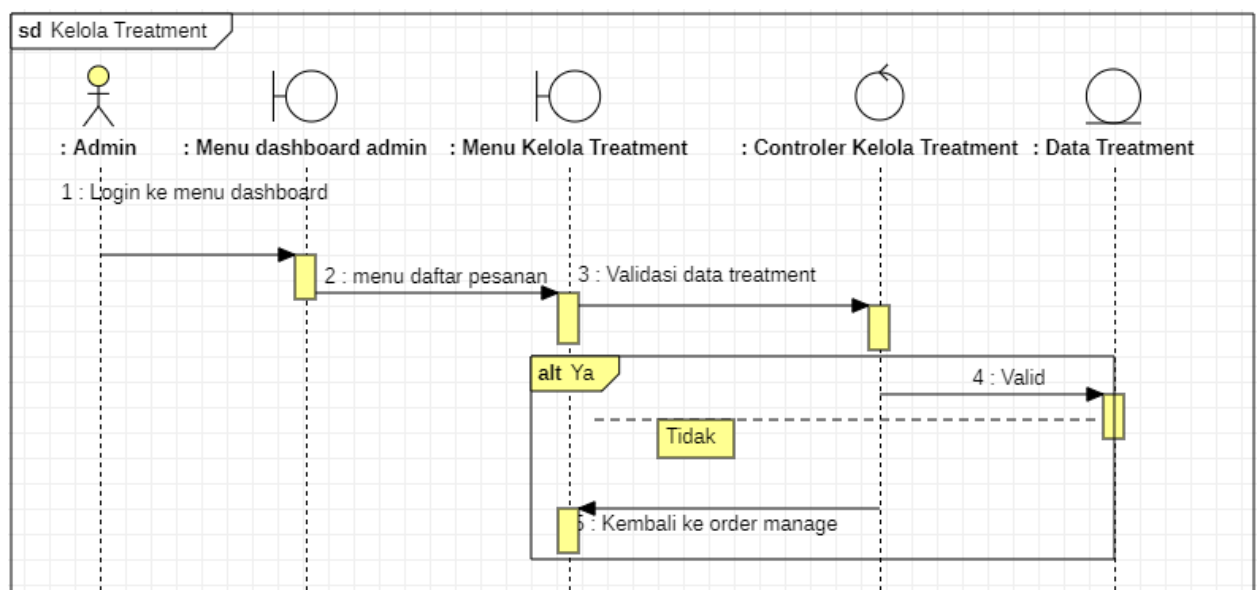 sd Kelola Treatment
: Admin
: Menu dashboard admin
: Menu Kelola Treatment
: Controler Kelola Treatment
: Data Treatment
1 : Login ke menu dashboard
2 : menu daftar pesanan
3 : Validasi data treatment
alt Ya
4 : Valid
Tidak
5 : Kembali ke order manage